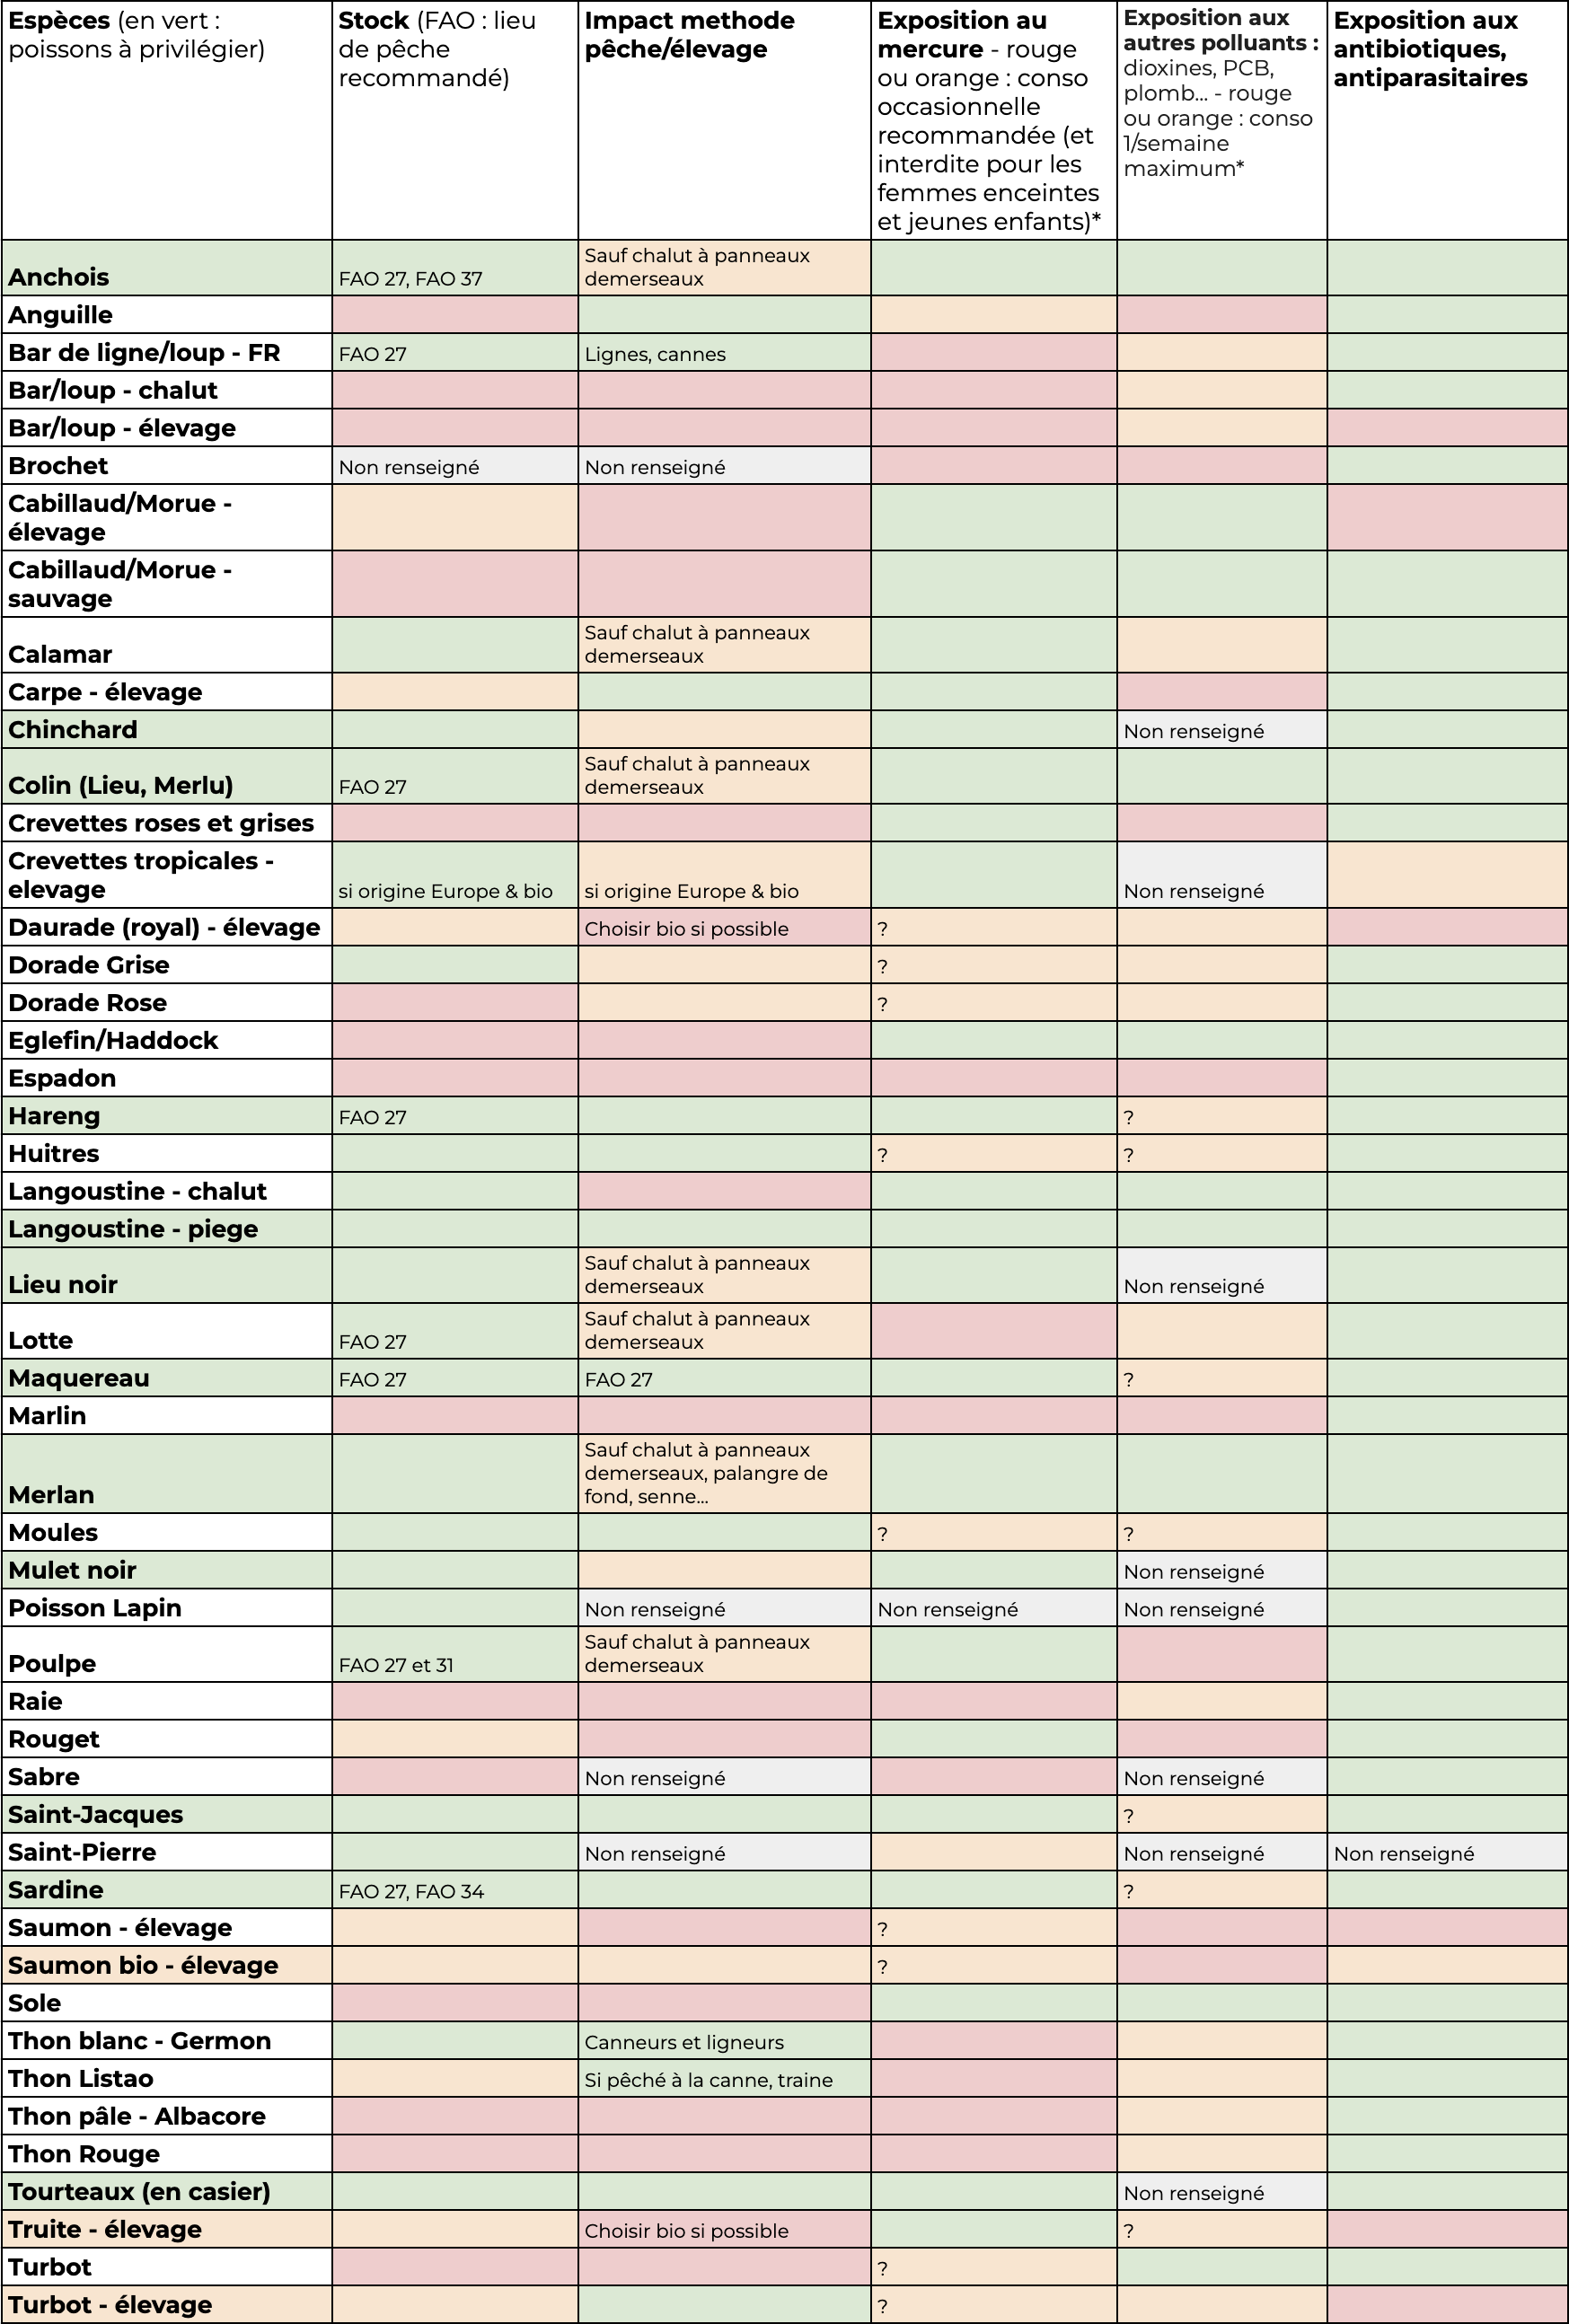 Espèces (en vert :
poissons à privilégier)
Stock (FAO : lieu
de pêche
recommandé)
Impact methode
pêche/élevage
Exposition au
mercure - rouge
ou orange : conso
occasionnelle
recommandée (et
interdite pour les
femmes enceintes
et jeunes enfants)*
Exposition aux
autres polluants :
dioxines, PCB,
plomb... - rouge
ou orange : conso
1/semaine
maximum*
Exposition aux
antibiotiques,
antiparasitaires
Anchois
FAO 27, FAO 37
Sauf chalut à panneaux
demerseaux
Anguille
Bar de ligne/loup - FR
FAO 27
Lignes, cannes
Bar/loup - chalut
Bar/loup - élevage
Brochet
Non renseigné
Non renseigné
Cabillaud/Morue -
élevage
Cabillaud/Morue -
sauvage
Calamar
Sauf chalut à panneaux
demerseaux
Carpe - élevage
Chinchard
Non renseigné
Colin (Lieu, Merlu)
FAO 27
Sauf chalut à panneaux
demerseaux
Crevettes roses et grises
Crevettes tropicales -
elevage
si origine Europe & bio
si origine Europe & bio
Non renseigné
Daurade (royal) - élevage
Choisir bio si possible
?
Dorade Grise
?
Dorade Rose
?
Eglefin/Haddock
Espadon
Hareng
FAO 27
?
Huitres
?
?
Langoustine - chalut
Langoustine - piege
Lieu noir
Sauf chalut à panneaux
demerseaux
Non renseigné
Lotte
FAO 27
Sauf chalut à panneaux
demerseaux
Maquereau
FAO 27
FAO 27
?
Marlin
Merlan
Sauf chalut à panneaux
demerseaux, palangre de
fond, senne...
Moules
?
?
Mulet noir
Non renseigné
Poisson Lapin
Non renseigné
Non renseigné
Non renseigné
Poulpe
FAO 27 et 31
Sauf chalut à panneaux
demerseaux
Raie
Rouget
Sabre
Non renseigné
Non renseigné
Saint-Jacques
?
Saint-Pierre
Non renseigné
Non renseigné
Non renseigné
Sardine
FAO 27, FAO 34
?
Saumon - élevage
?
Saumon bio - élevage
?
Sole
Thon blanc - Germon
Canneurs et ligneurs
Thon Listao
Si pêché à la canne, traine
Thon pâle - Albacore
Thon Rouge
Tourteaux (en casier)
Non renseigné
Truite - élevage
Choisir bio si possible
?
Turbot
?
Turbot - élevage
?